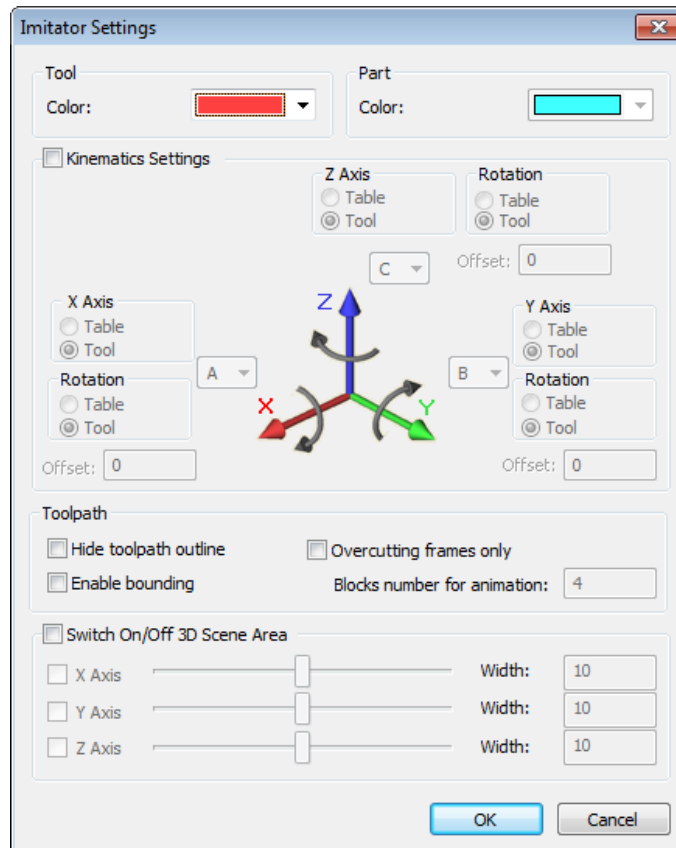 Imitator Settings
Tool
Color:
Part
Color:
Kinematics Settings
Z Axis
Table
Tool
Rotation
Table
Tool
C
Offset: 0
X Axis
Table
Tool
Rotation
Table
Tool
A
Offset: 0
Z
X
Y
Y Axis
Table
Tool
B
Rotation
Table
Tool
Offset: 0
Toolpath
Hide toolpath outline
Overcutting frames only
Enable bounding
Blocks number for animation: 4
Switch On/Off 3D Scene Area
X Axis Width: 10
Y Axis Width: 10
Z Axis Width: 10
OK Cancel